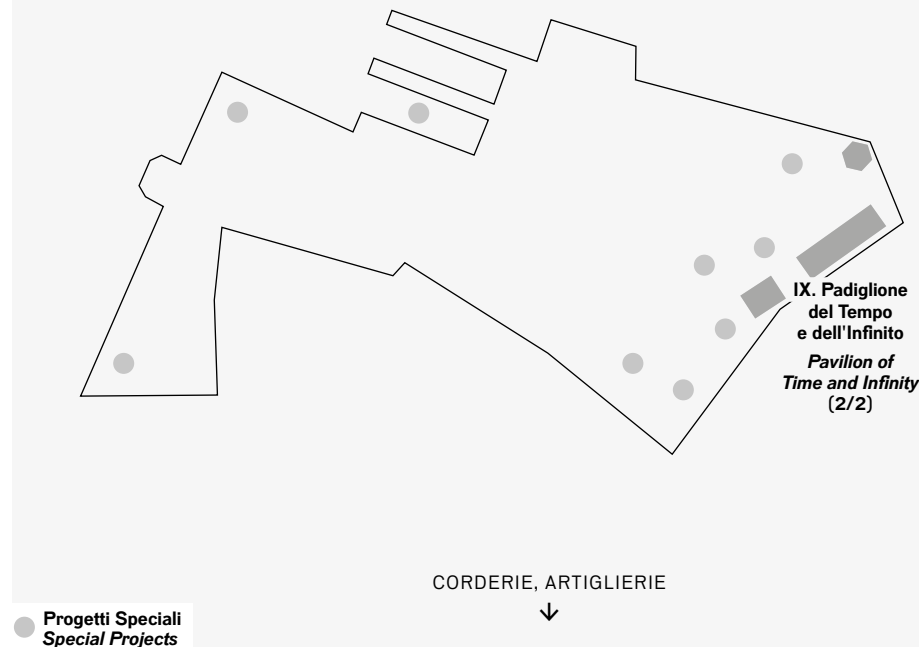 IX. Padiglione
del Tempo
e dell'Infinito
Pavilion of
Time and Infinity
(2/2)
CORDERIE, ARTIGLIERIE
↓
Progetti Speciali
Special Projects